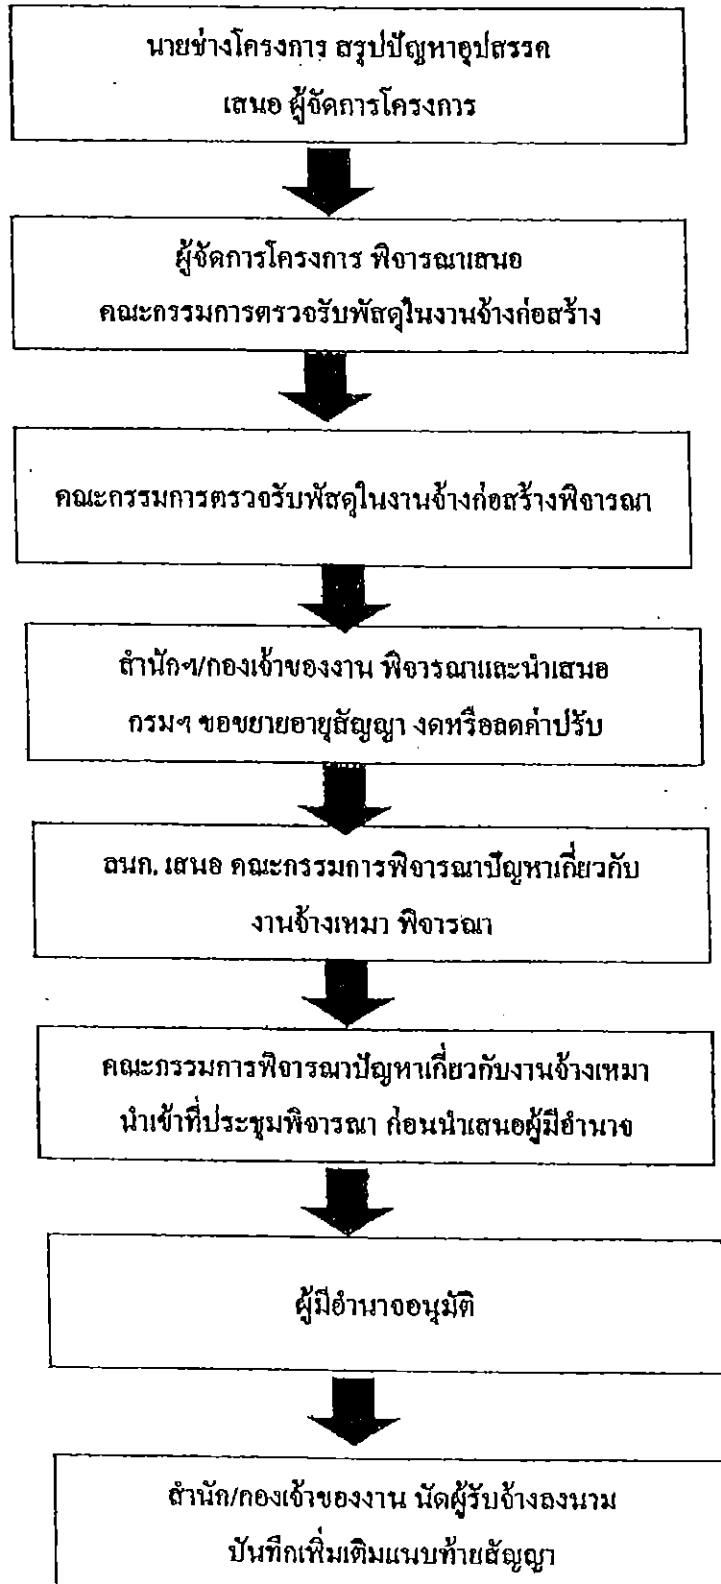 นายช่างโครงการ สรุปปัญหาอุปสรรค
เสนอ ผู้จัดการโครงการ
ผู้จัดการโครงการ พิจารณาเสนอ
คณะกรรมการตรวจรับพัสดุในงานจ้างก่อสร้าง
คณะกรรมการตรวจรับพัสดุในงานจ้างก่อสร้างพิจารณา
สำนักฯ/กองเจ้าของงาน พิจารณาและนำเสนอ
กรมฯ ขอขยายอายุสัญญา งดหรือลดค่าปรับ
ลนก. เสนอ คณะกรรมการพิจารณาปัญหาเกี่ยวกับ
งานจ้างเหมา พิจารณา
คณะกรรมการพิจารณาปัญหาเกี่ยวกับงานจ้างเหมา
นำเข้าที่ประชุมพิจารณา ก่อนนำเสนอผู้มีอำนาจ
ผู้มีอำนาจอนุมัติ
สำนัก/กองเจ้าของงาน นัดผู้รับจ้างลงนาม
บันทึกเพิ่มเติมแนบท้ายสัญญา